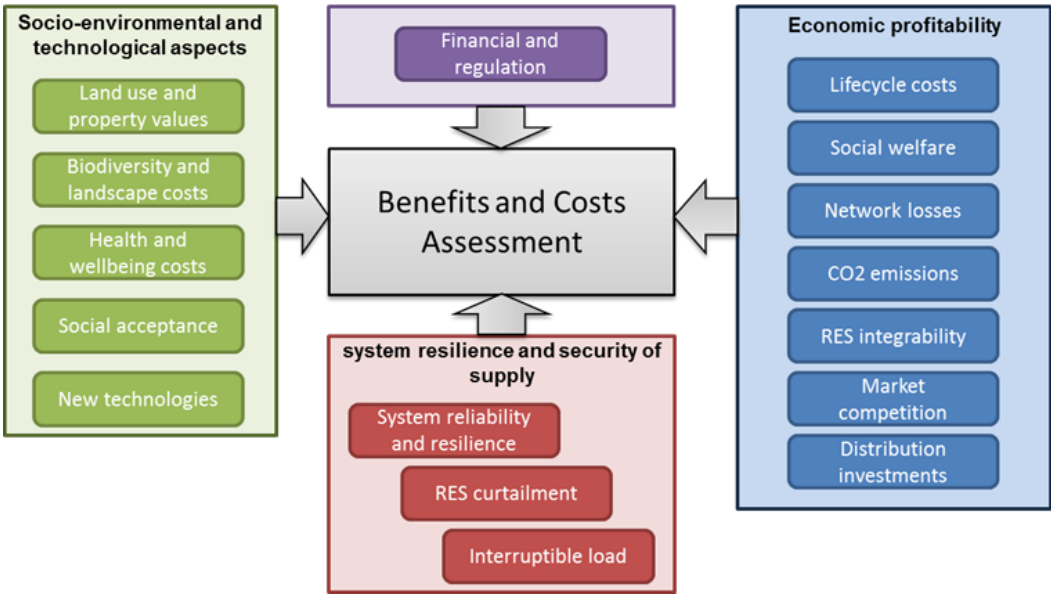 Socio-environmental and
technological aspects
Land use and
property values
Biodiversity and
landscape costs
Health and
wellbeing costs
Social acceptance
New technologies
Financial and
regulation
Benefits and Costs
Assessment
system resilience and security of
supply
System reliability
and resilience
RES curtailment
Interruptible load
Economic profitability
Lifecycle costs
Social welfare
Network losses
CO2 emissions
RES integrability
Market
competition
Distribution
investments